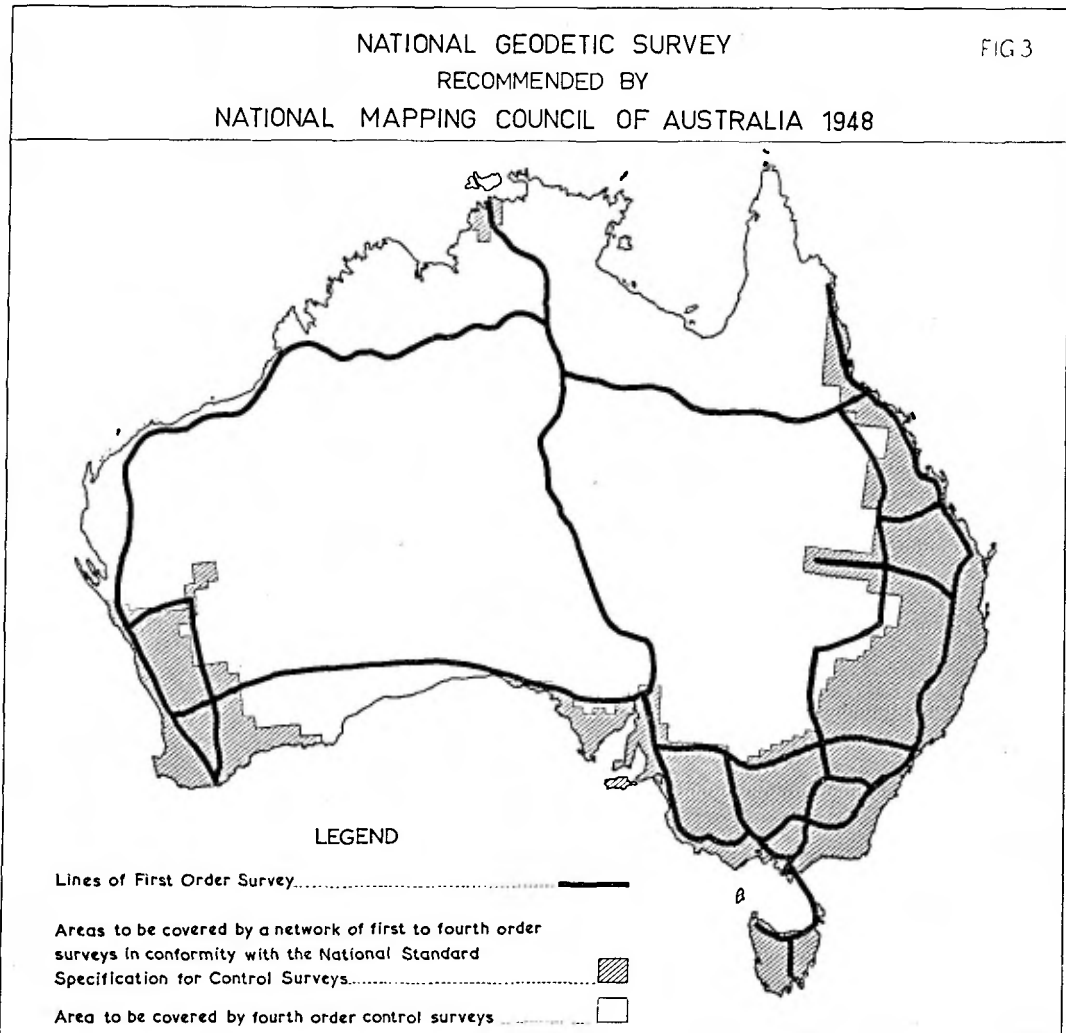 NATIONAL GEODETIC SURVEY
FIG 3
RECOMMENDED BY
NATIONAL MAPPING COUNCIL OF AUSTRALIA 1948
LEGEND
Lines of First Order Survey
Areas to be covered by a network of first to fourth order
surveys in conformity with the National Standard
Specification for Control Surveys
Area to be covered by fourth order control surveys